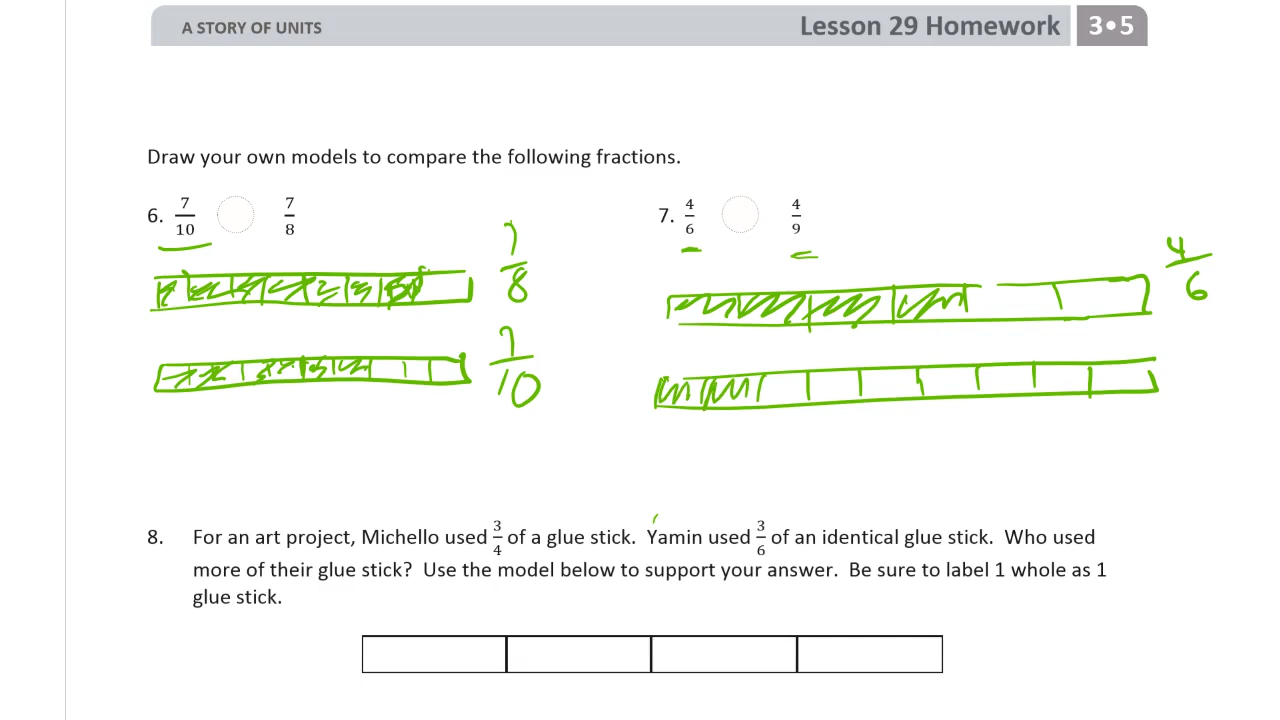 A STORY OF UNITS
Lesson 29 Homework 3•5
Draw your own models to compare the following fractions.
6. 7/10 7/8
7. 4/6 4/9
7/8
4/6
7/10
8. For an art project, Michello used 3/4 of a glue stick. Yamin used 3/6 of an identical glue stick. Who used
more of their glue stick? Use the model below to support your answer. Be sure to label 1 whole as 1
glue stick.